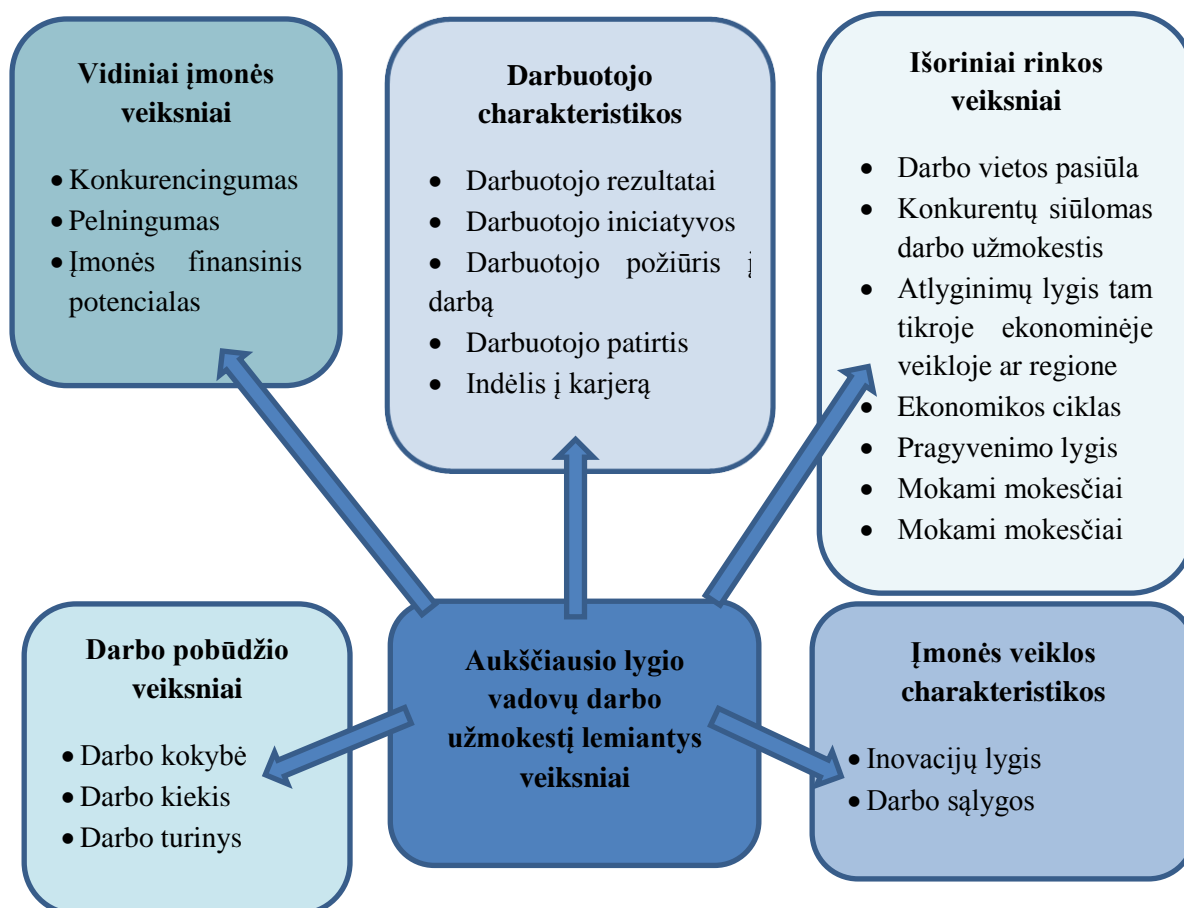 Vidiniai įmonės
veiksniai
• Konkurencingumas
• Pelningumas
• Įmonės finansinis
potencialas
Darbuotojo
charakteristikos
• Darbuotojo rezultatai
• Darbuotojo iniciatyvos
• Darbuotojo požiūris į
darbą
• Darbuotojo patirtis
• Indėlis į karjerą
Išoriniai rinkos
veiksniai
• Darbo vietos pasiūla
• Konkurentų siūlomas
darbo užmokestis
• Atlyginimų lygis tam
tikroje ekonominėje
veikloje ar regione
• Ekonomikos ciklas
• Pragyvenimo lygis
• Mokami mokesčiai
• Mokami mokesčiai
Darbo pobūdžio
veiksniai
• Darbo kokybė
• Darbo kiekis
• Darbo turinys
Aukščiausio lygio
vadovų darbo
užmokestį lemiantys
veiksniai
Įmonės veiklos
charakteristikos
• Inovacijų lygis
• Darbo sąlygos